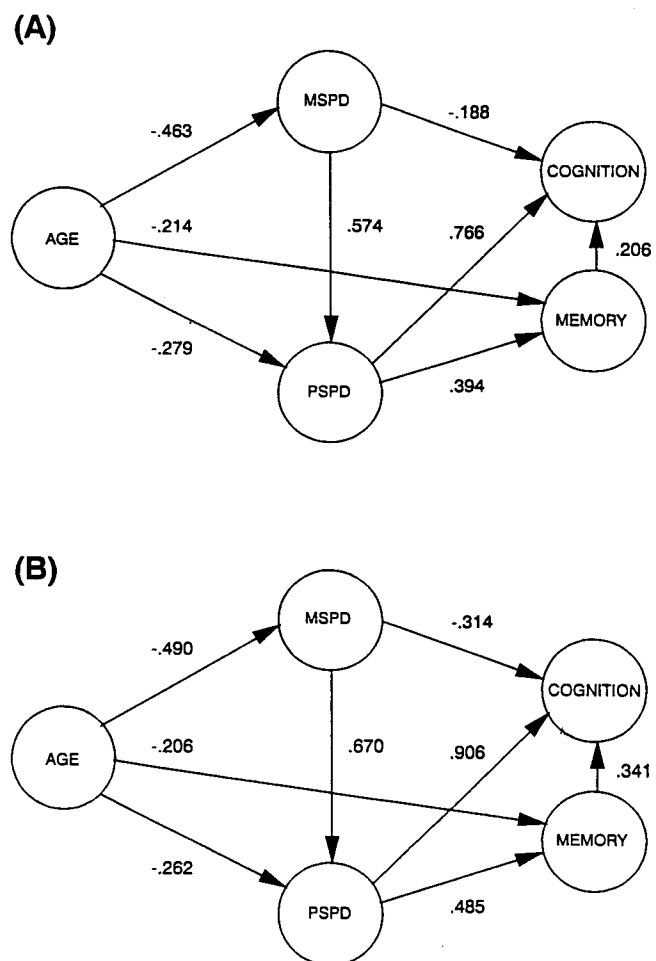 (A)
MSPD
-.188
-.463
COGNITION
-.214
.574
.766
AGE
.206
MEMORY
-.279
.394
PSPD
(B)
MSPD
-.314
-.490
COGNITION
-.206
.670
.906
AGE
.341
MEMORY
-.262
.485
PSPD